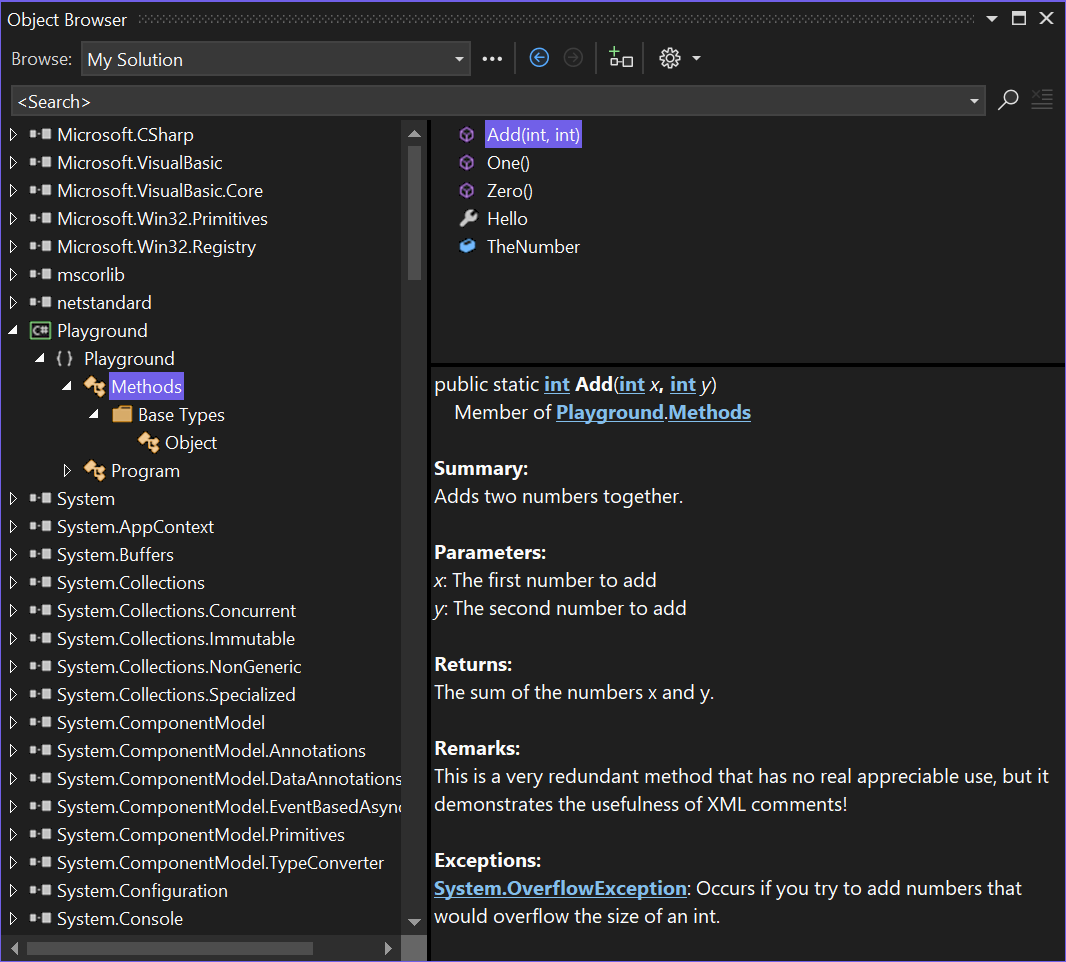 Object Browser
Browse: My Solution
<Search>
Microsoft.CSharp
Microsoft.VisualBasic
Microsoft.VisualBasic.Core
Microsoft.Win32.Primitives
Microsoft.Win32.Registry
mscorlib
netstandard
C# Playground
{ } Playground
Methods
Base Types
Object
Program
System
System.AppContext
System.Buffers
System.Collections
System.Collections.Concurrent
System.Collections.Immutable
System.Collections.NonGeneric
System.Collections.Specialized
System.ComponentModel
System.ComponentModel.Annotations
System.ComponentModel.DataAnnotations
System.ComponentModel.EventBasedAsync
System.ComponentModel.Primitives
System.ComponentModel.TypeConverter
System.Configuration
System.Console
Add(int, int)
One()
Zero()
Hello
TheNumber
public static int Add(int x, int y)
Member of Playground.Methods
Summary:
Adds two numbers together.
Parameters:
x: The first number to add
y: The second number to add
Returns:
The sum of the numbers x and y.
Remarks:
This is a very redundant method that has no real appreciable use, but it
demonstrates the usefulness of XML comments!
Exceptions:
System.OverflowException: Occurs if you try to add numbers that
would overflow the size of an int.